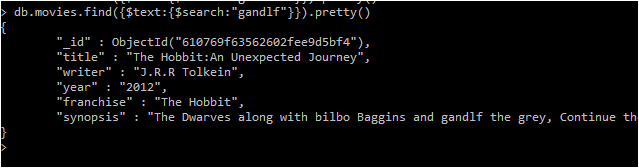 > db.movies.find({$text:{$search:"gandlf"}}).pretty()
{
"_id" : ObjectId("610769f63562602fee9d5bf4"),
"title" : "The Hobbit:An Unexpected Journey",
"writer" : "J.R.R Tolkein",
"year" : "2012",
"franchise" : "The Hobbit",
"synopsis" : "The Dwarves along with bilbo Baggins and gandlf the grey, Continue
}
>